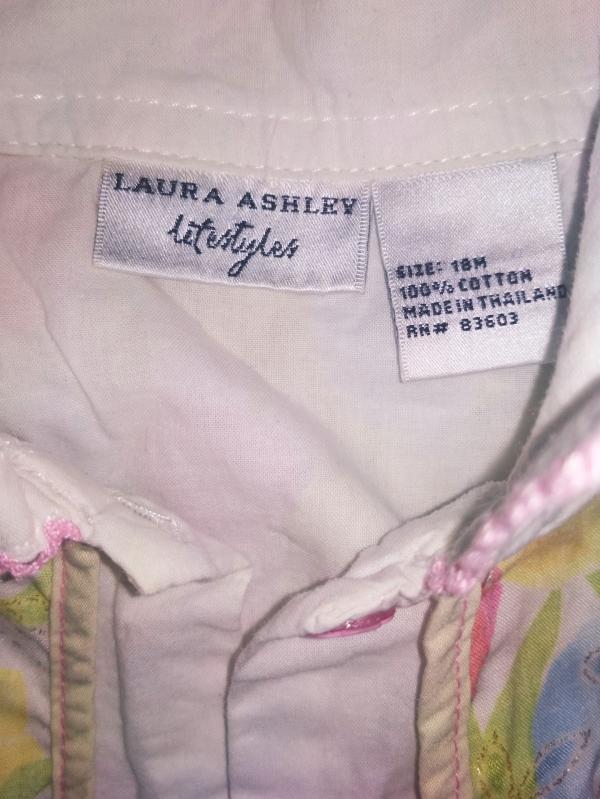 LAURA ASHLEY
lifestyles
SIZE: 18M
100% COTTON
MADE IN THAILAND
RN# 83603